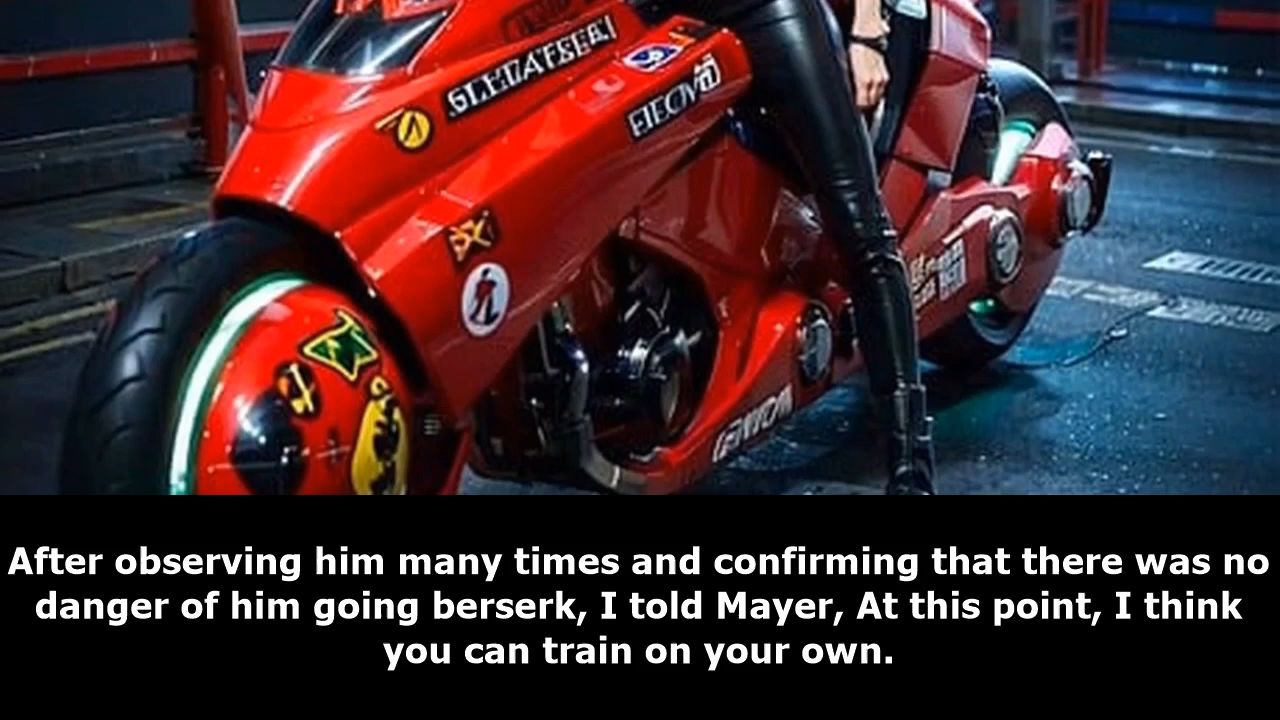 After observing him many times and confirming that there was no
danger of him going berserk, I told Mayer, At this point, I think
you can train on your own.